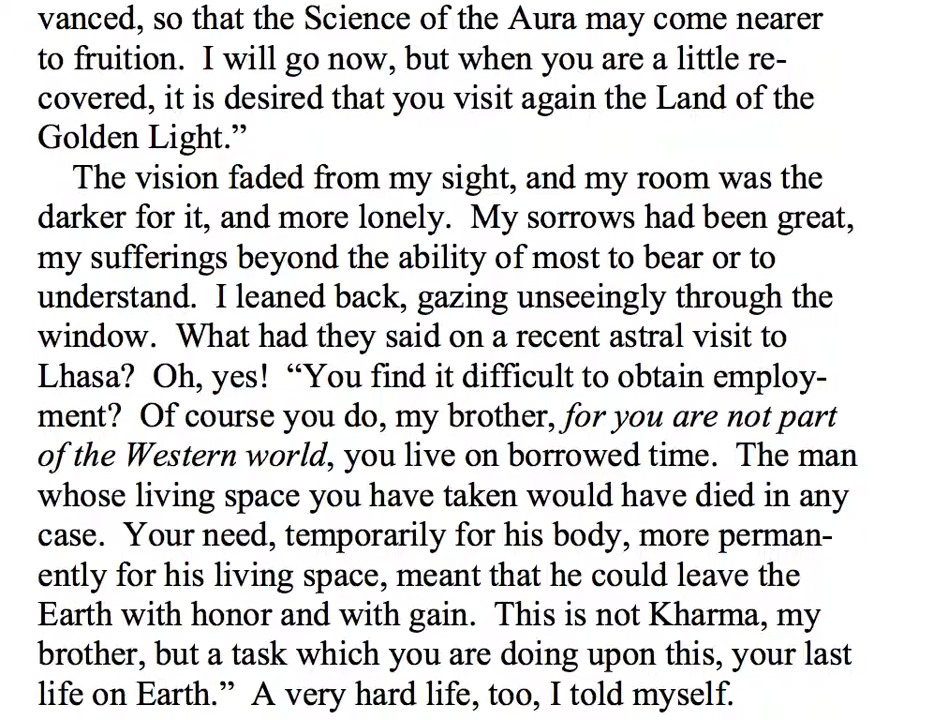 vanced, so that the Science of the Aura may come nearer
to fruition.  I will go now, but when you are a little re-
covered, it is desired that you visit again the Land of the
Golden Light.”
The vision faded from my sight, and my room was the
darker for it, and more lonely.  My sorrows had been great,
my sufferings beyond the ability of most to bear or to
understand.  I leaned back, gazing unseeingly through the
window.  What had they said on a recent astral visit to
Lhasa?  Oh, yes!  “You find it difficult to obtain employ-
ment?  Of course you do, my brother, for you are not part
of the Western world, you live on borrowed time.  The man
whose living space you have taken would have died in any
case.  Your need, temporarily for his body, more perman-
ently for his living space, meant that he could leave the
Earth with honor and with gain.  This is not Kharma, my
brother, but a task which you are doing upon this, your last
life on Earth.”  A very hard life, too, I told myself.